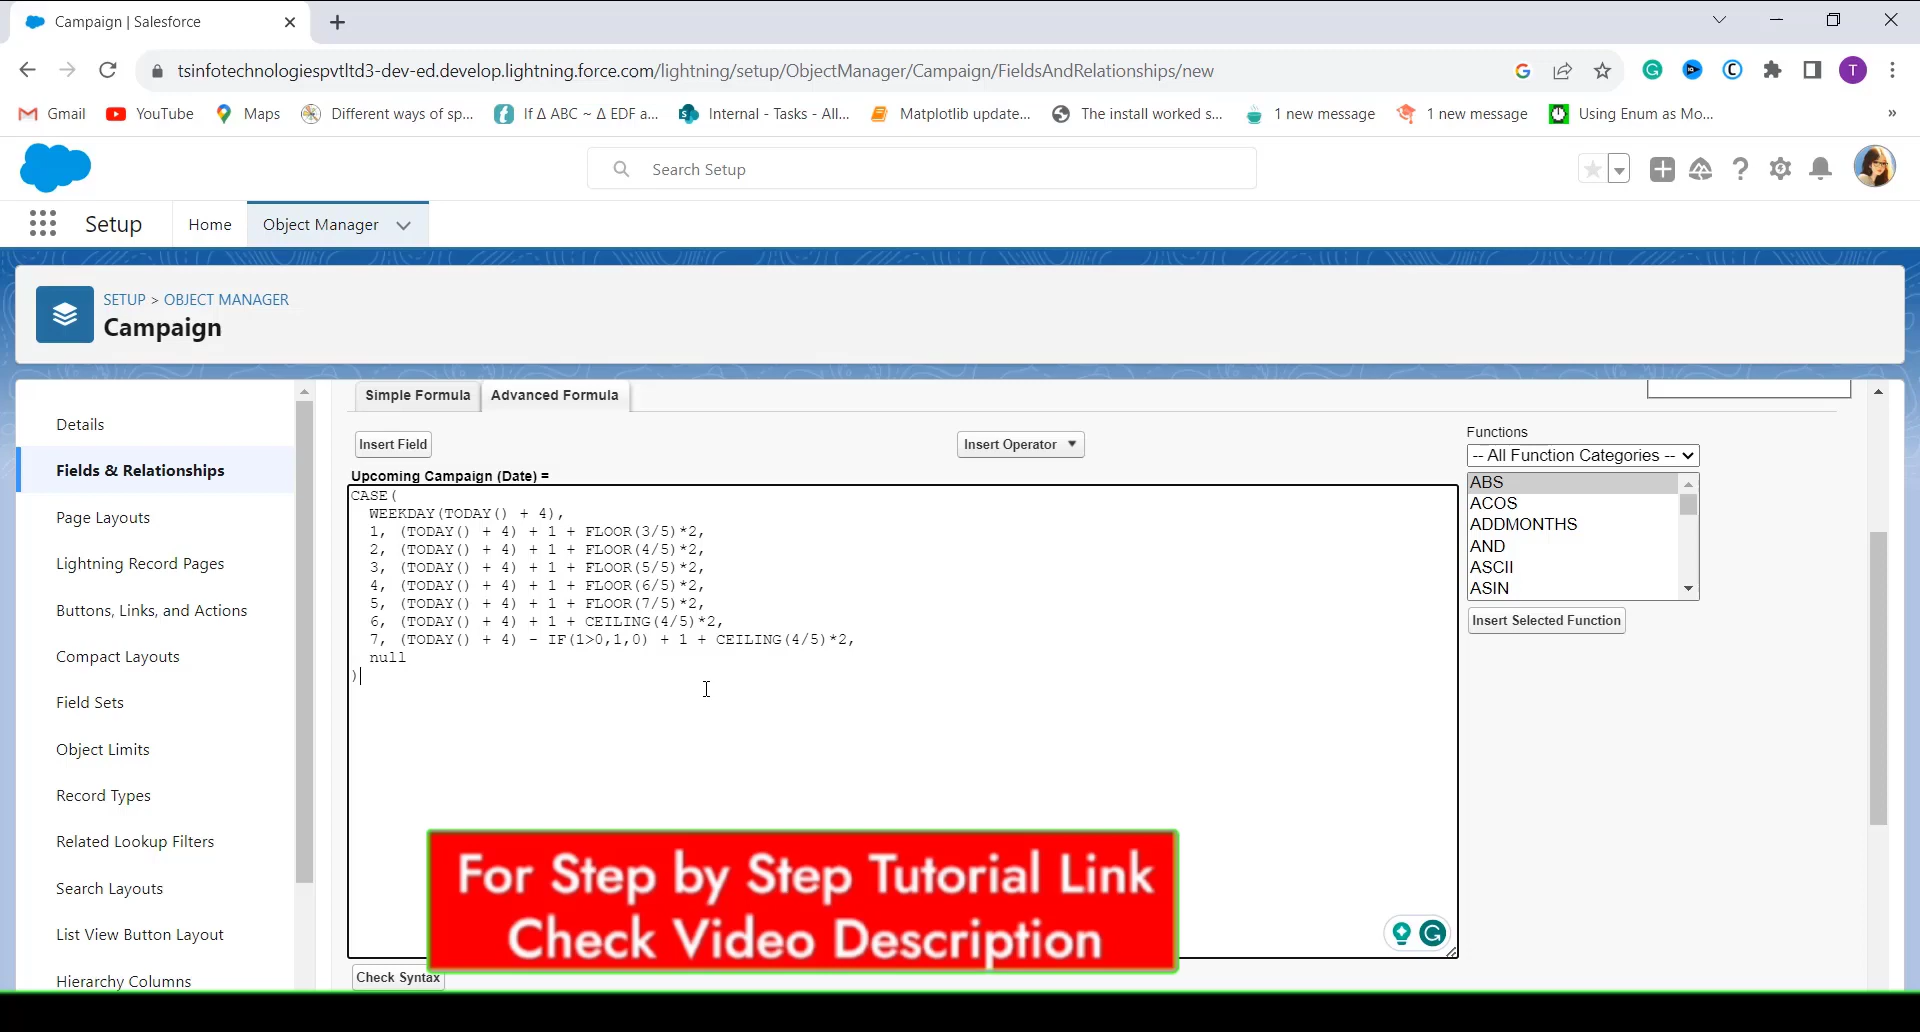 Campaign | Salesforce
tsinfotechnologiespvtltd3-dev-ed.develop.lightning.force.com/lightning/setup/ObjectManager/Campaign/FieldsAndRelationships/new
T
Gmail YouTube Maps Different ways of sp... If Δ ABC ~ Δ EDF a... Internal - Tasks - All... Matplotlib update... The install worked s... 1 new message 1 new message Using Enum as Mo... »
Search Setup
Setup Home Object Manager
SETUP > OBJECT MANAGER
Campaign
Details
Fields & Relationships
Page Layouts
Lightning Record Pages
Buttons, Links, and Actions
Compact Layouts
Field Sets
Object Limits
Record Types
Related Lookup Filters
Search Layouts
List View Button Layout
Hierarchy Columns
Simple Formula Advanced Formula
Insert Field Insert Operator
Upcoming Campaign (Date) =
CASE(
WEEKDAY(TODAY() + 4),
1, (TODAY() + 4) + 1 + FLOOR(3/5)*2,
2, (TODAY() + 4) + 1 + FLOOR(4/5)*2,
3, (TODAY() + 4) + 1 + FLOOR(5/5)*2,
4, (TODAY() + 4) + 1 + FLOOR(6/5)*2,
5, (TODAY() + 4) + 1 + FLOOR(7/5)*2,
6, (TODAY() + 4) + 1 + CEILING(4/5)*2,
7, (TODAY() + 4) - IF(1>0,1,0) + 1 + CEILING(4/5)*2,
null
)
Functions
-- All Function Categories --
ABS
ACOS
ADDMONTHS
AND
ASCII
ASIN
Insert Selected Function
For Step by Step Tutorial Link
Check Video Description
Check Syntax